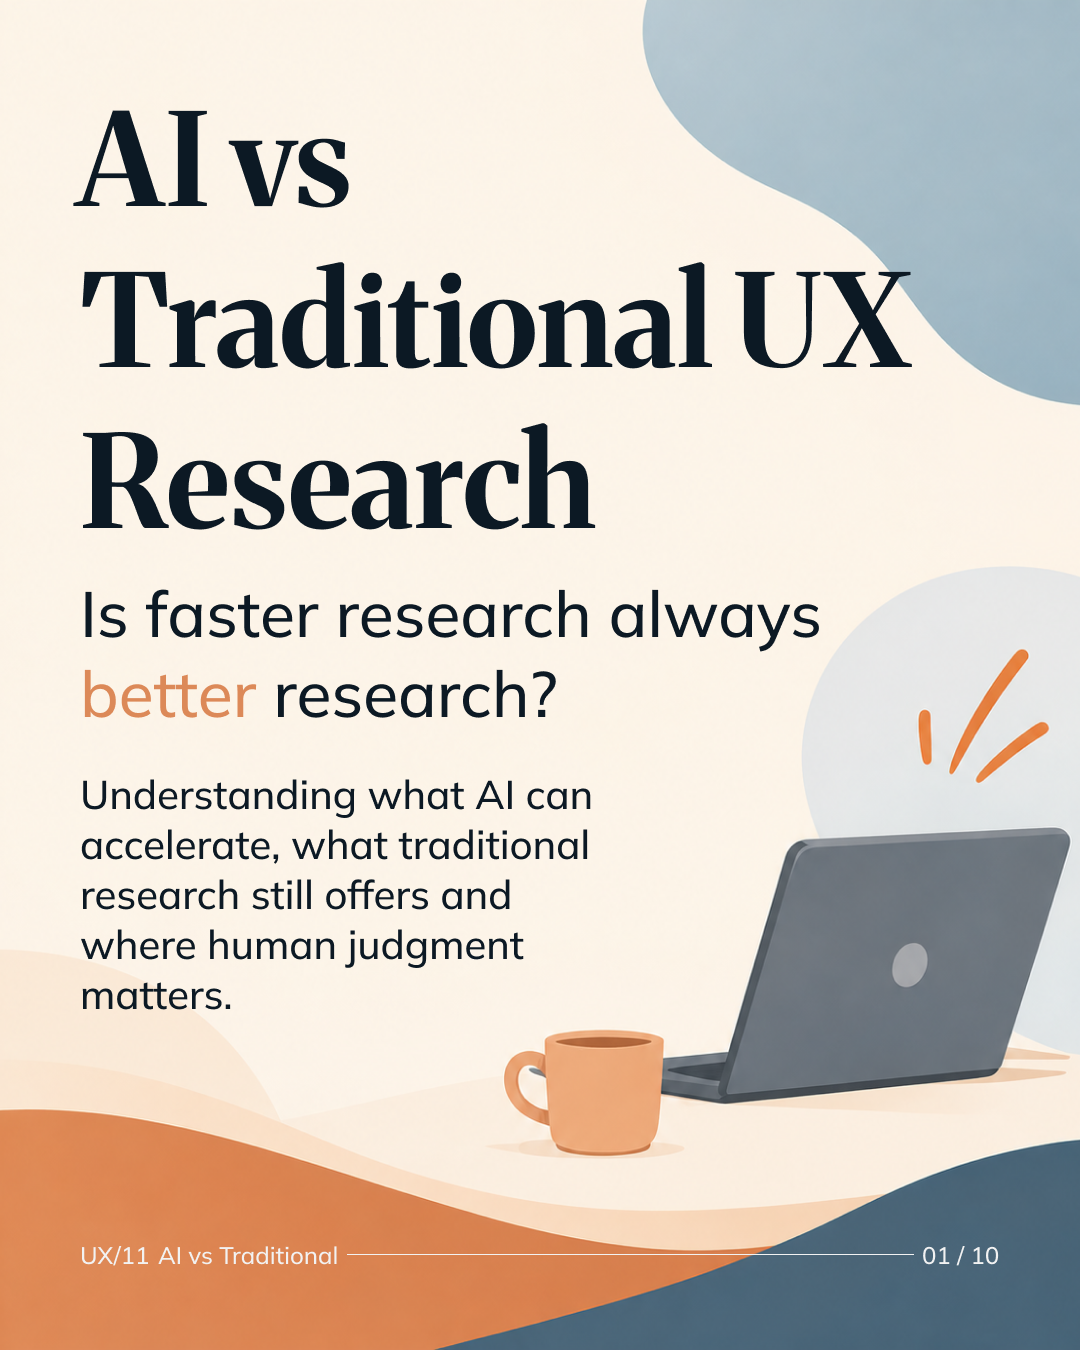 AI vs
Traditional UX
Research
Is faster research always
better research?
Understanding what AI can
accelerate, what traditional
research still offers and
where human judgment
matters.
UX/11 AI vs Traditional 01 / 10